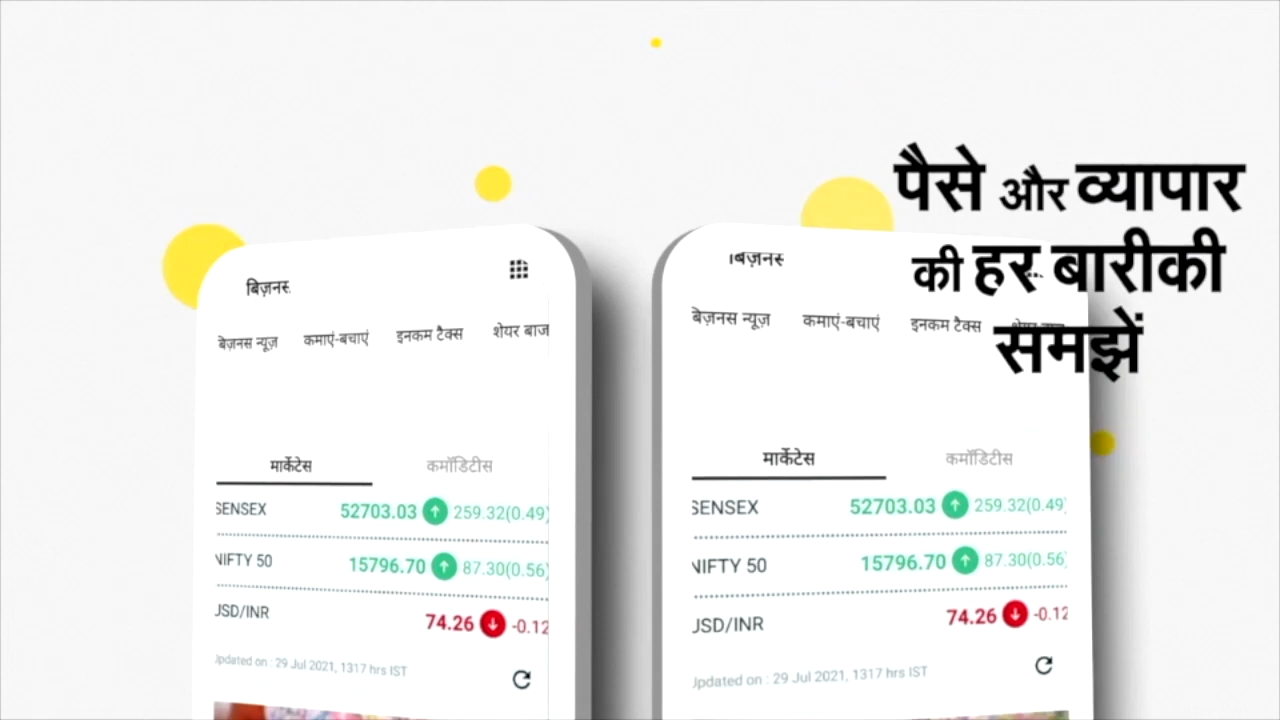 पैसे और व्यापार
की हर बारीकी
समझें
बिज़नस
बिज़नस न्यूज़ कमाएं-बचाएं इनकम टैक्स शेयर बाज
मार्केटेस कमॉडिटीस
SENSEX 52703.03 259.32(0.49)
NIFTY 50 15796.70 87.30(0.56)
USD/INR 74.26 -0.12
Updated on : 29 Jul 2021, 1317 hrs IST
बिज़नस
बिज़नस न्यूज़ कमाएं-बचाएं इनकम टैक्स
मार्केटेस कमॉडिटीस
SENSEX 52703.03 259.32(0.49)
NIFTY 50 15796.70 87.30(0.56)
USD/INR 74.26 -0.12
Updated on : 29 Jul 2021, 1317 hrs IST